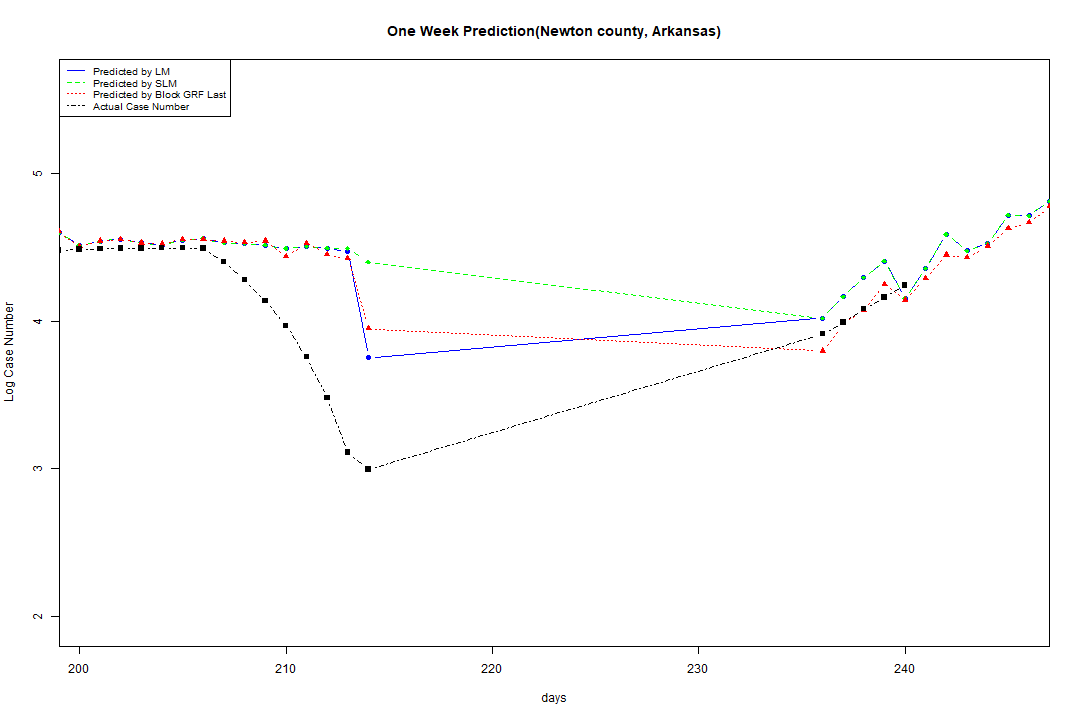 One Week Prediction(Newton county, Arkansas)
Predicted by LM
Predicted by SLM
Predicted by Block GRF Last
Actual Case Number
5
4
3
2
Log Case Number
200 210 220 230 240
days